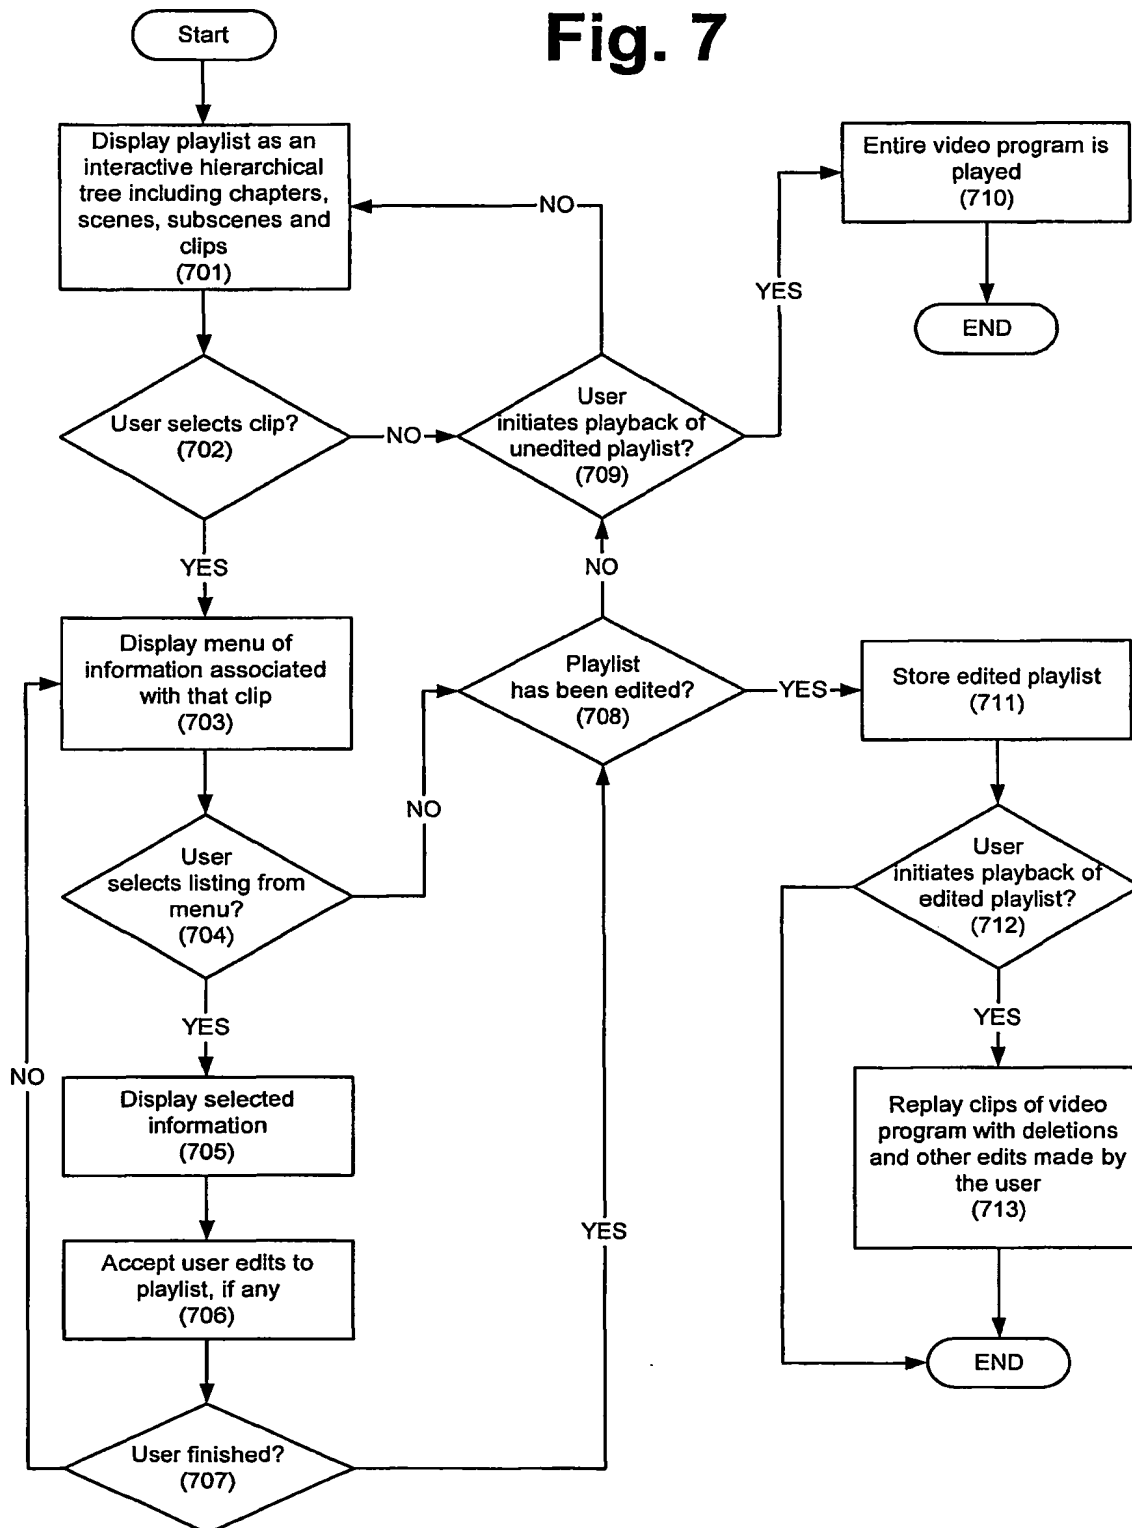 Fig. 7
Start
Display playlist as an
interactive hierarchical
tree including chapters,
scenes, subscenes and
clips
(701)
NO
Entire video program is
played
(710)
YES
END
User selects clip?
(702)
NO
User
initiates playback of
unedited playlist?
(709)
YES
NO
Display menu of
information associated
with that clip
(703)
Playlist
has been edited?
(708)
YES
Store edited playlist
(711)
NO
User
selects listing from
menu?
(704)
User
initiates playback of
edited playlist?
(712)
YES
YES
NO
Display selected
information
(705)
Replay clips of video
program with deletions
and other edits made by
the user
(713)
YES
Accept user edits to
playlist, if any
(706)
END
User finished?
(707)